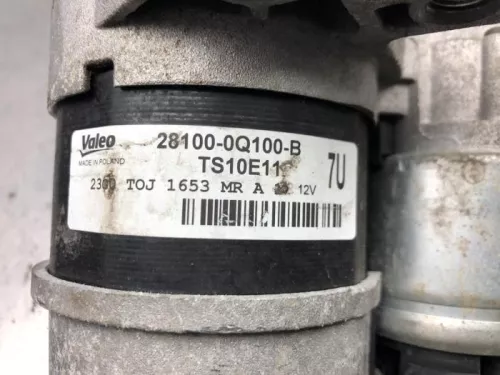 Valeo
MADE IN POLAND
28100-0Q100-B
TS10E11
7U
2300 TOJ 1653 MR A 12V